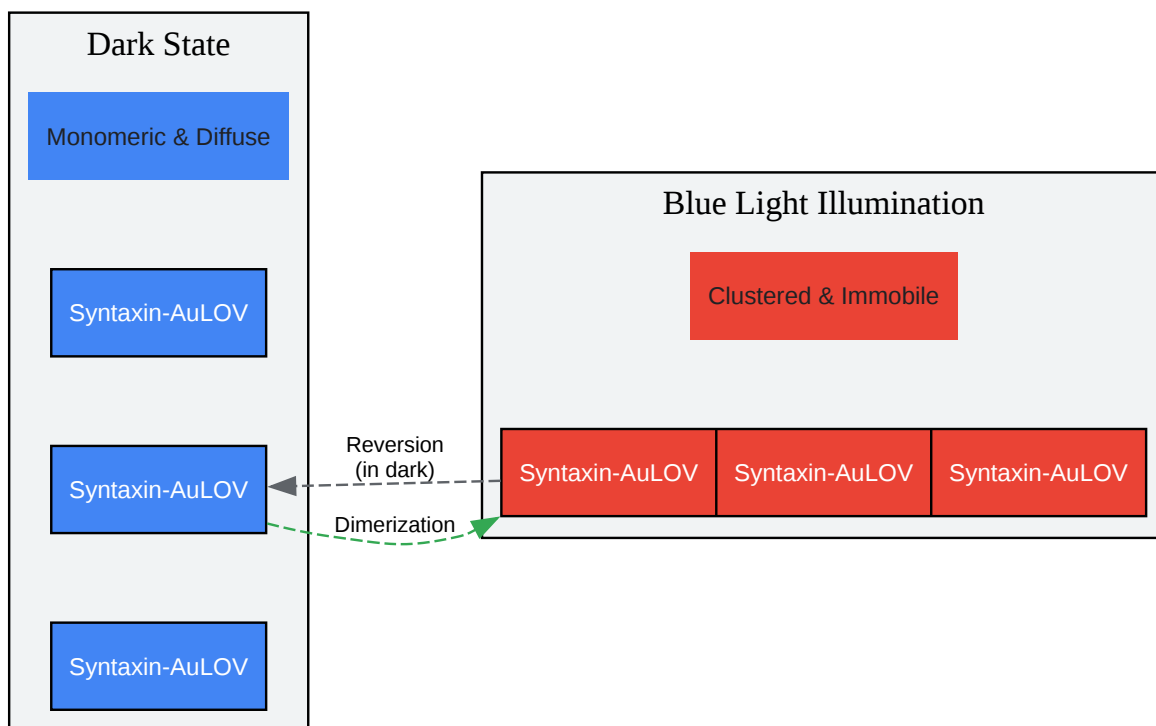 Dark State
Monomeric & Diffuse
Syntaxin-AuLOV
Syntaxin-AuLOV
Syntaxin-AuLOV
Reversion
(in dark)
Dimerization
Blue Light Illumination
Clustered & Immobile
Syntaxin-AuLOV Syntaxin-AuLOV Syntaxin-AuLOV